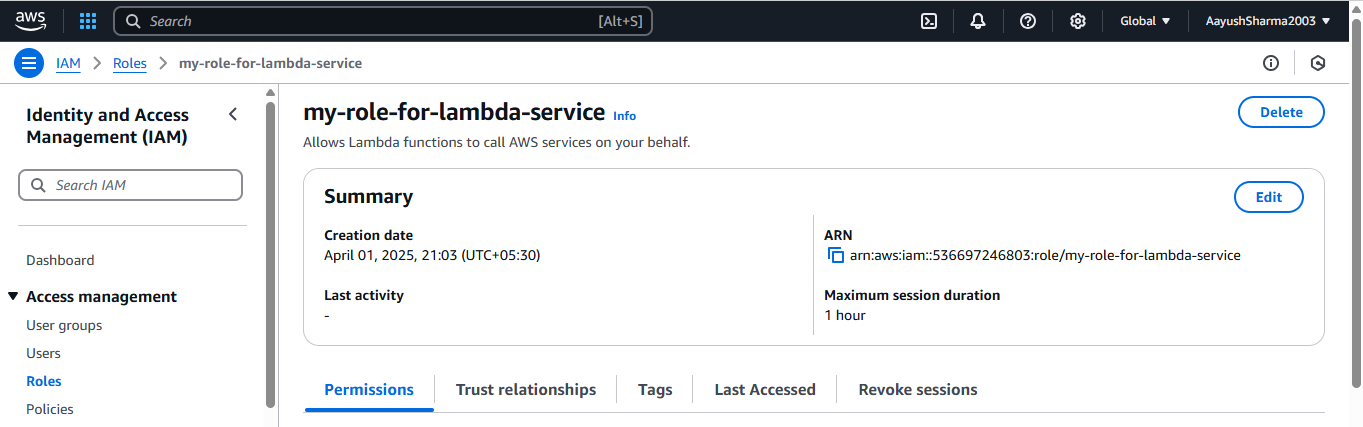 aws
Search [Alt+S] Global AayushSharma2003
IAM Roles my-role-for-lambda-service
Identity and Access
Management (IAM)
Search IAM
Dashboard
Access management
User groups
Users
Roles
Policies
my-role-for-lambda-service Info
Delete
Allows Lambda functions to call AWS services on your behalf.
Summary
Edit
Creation date
April 01, 2025, 21:03 (UTC+05:30)
ARN
arn:aws:iam::536697246803:role/my-role-for-lambda-service
Last activity
-
Maximum session duration
1 hour
Permissions Trust relationships Tags Last Accessed Revoke sessions